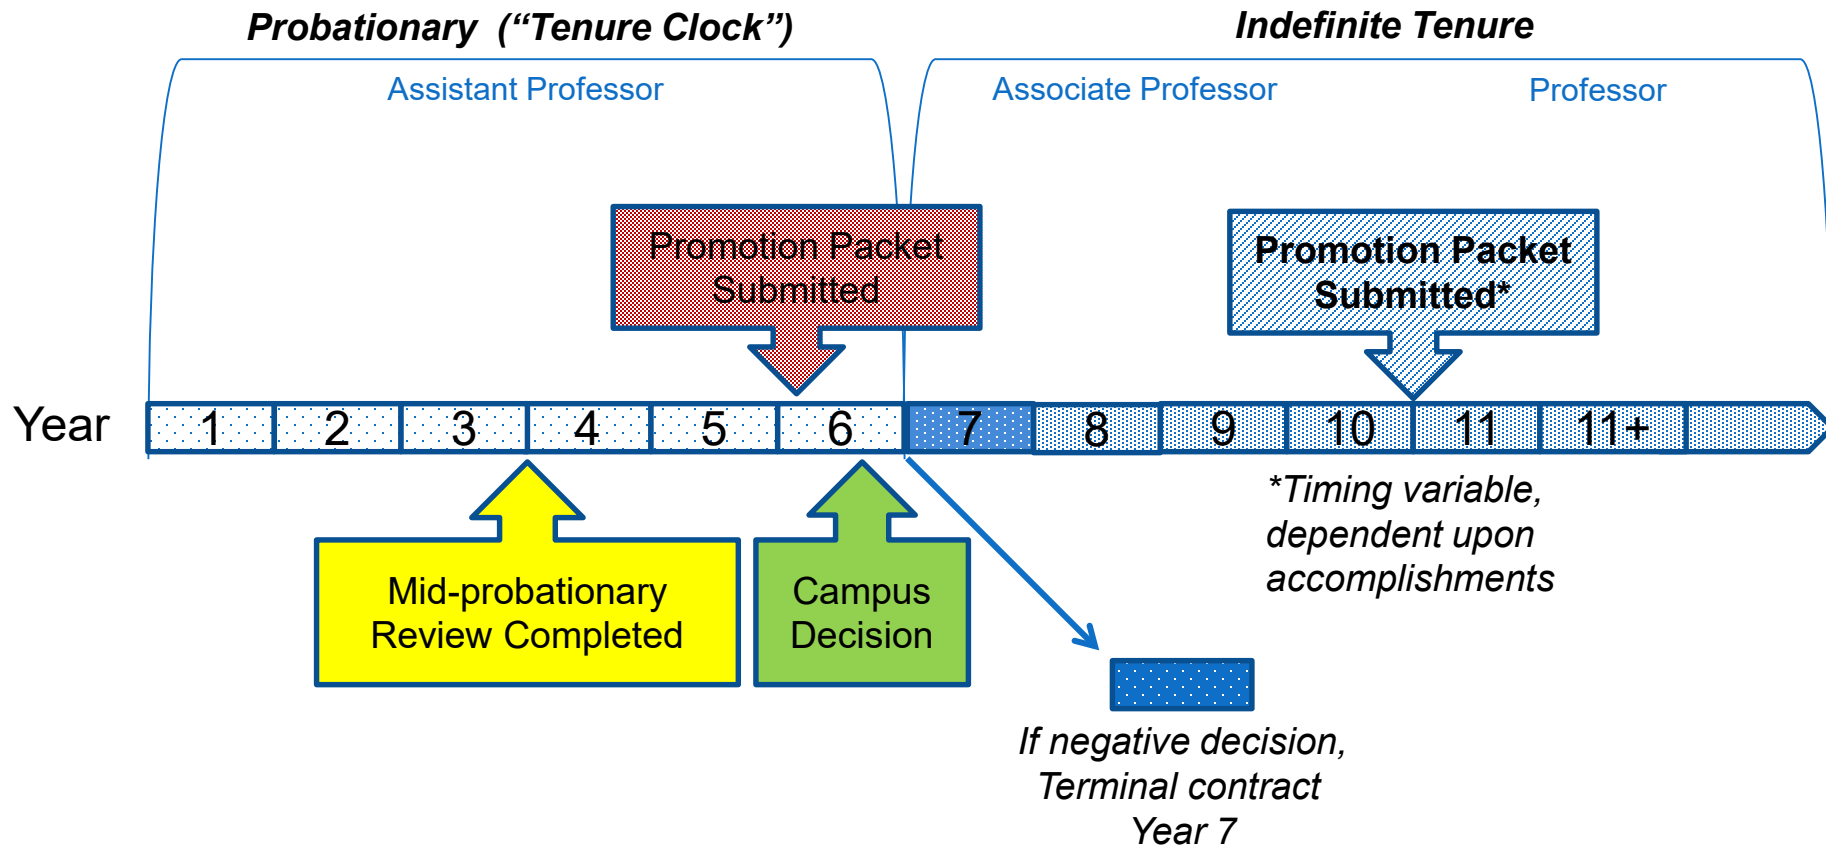 Probationary  (“Tenure Clock”)
Indefinite Tenure
Assistant Professor
Associate Professor
Professor
Promotion Packet
Submitted
Promotion Packet
Submitted*
Year
1
2
3
4
5
6
7
8
9
10
11
11+
Mid-probationary
Review Completed
Campus
Decision
*Timing variable,
dependent upon
accomplishments
If negative decision,
Terminal contract
Year 7